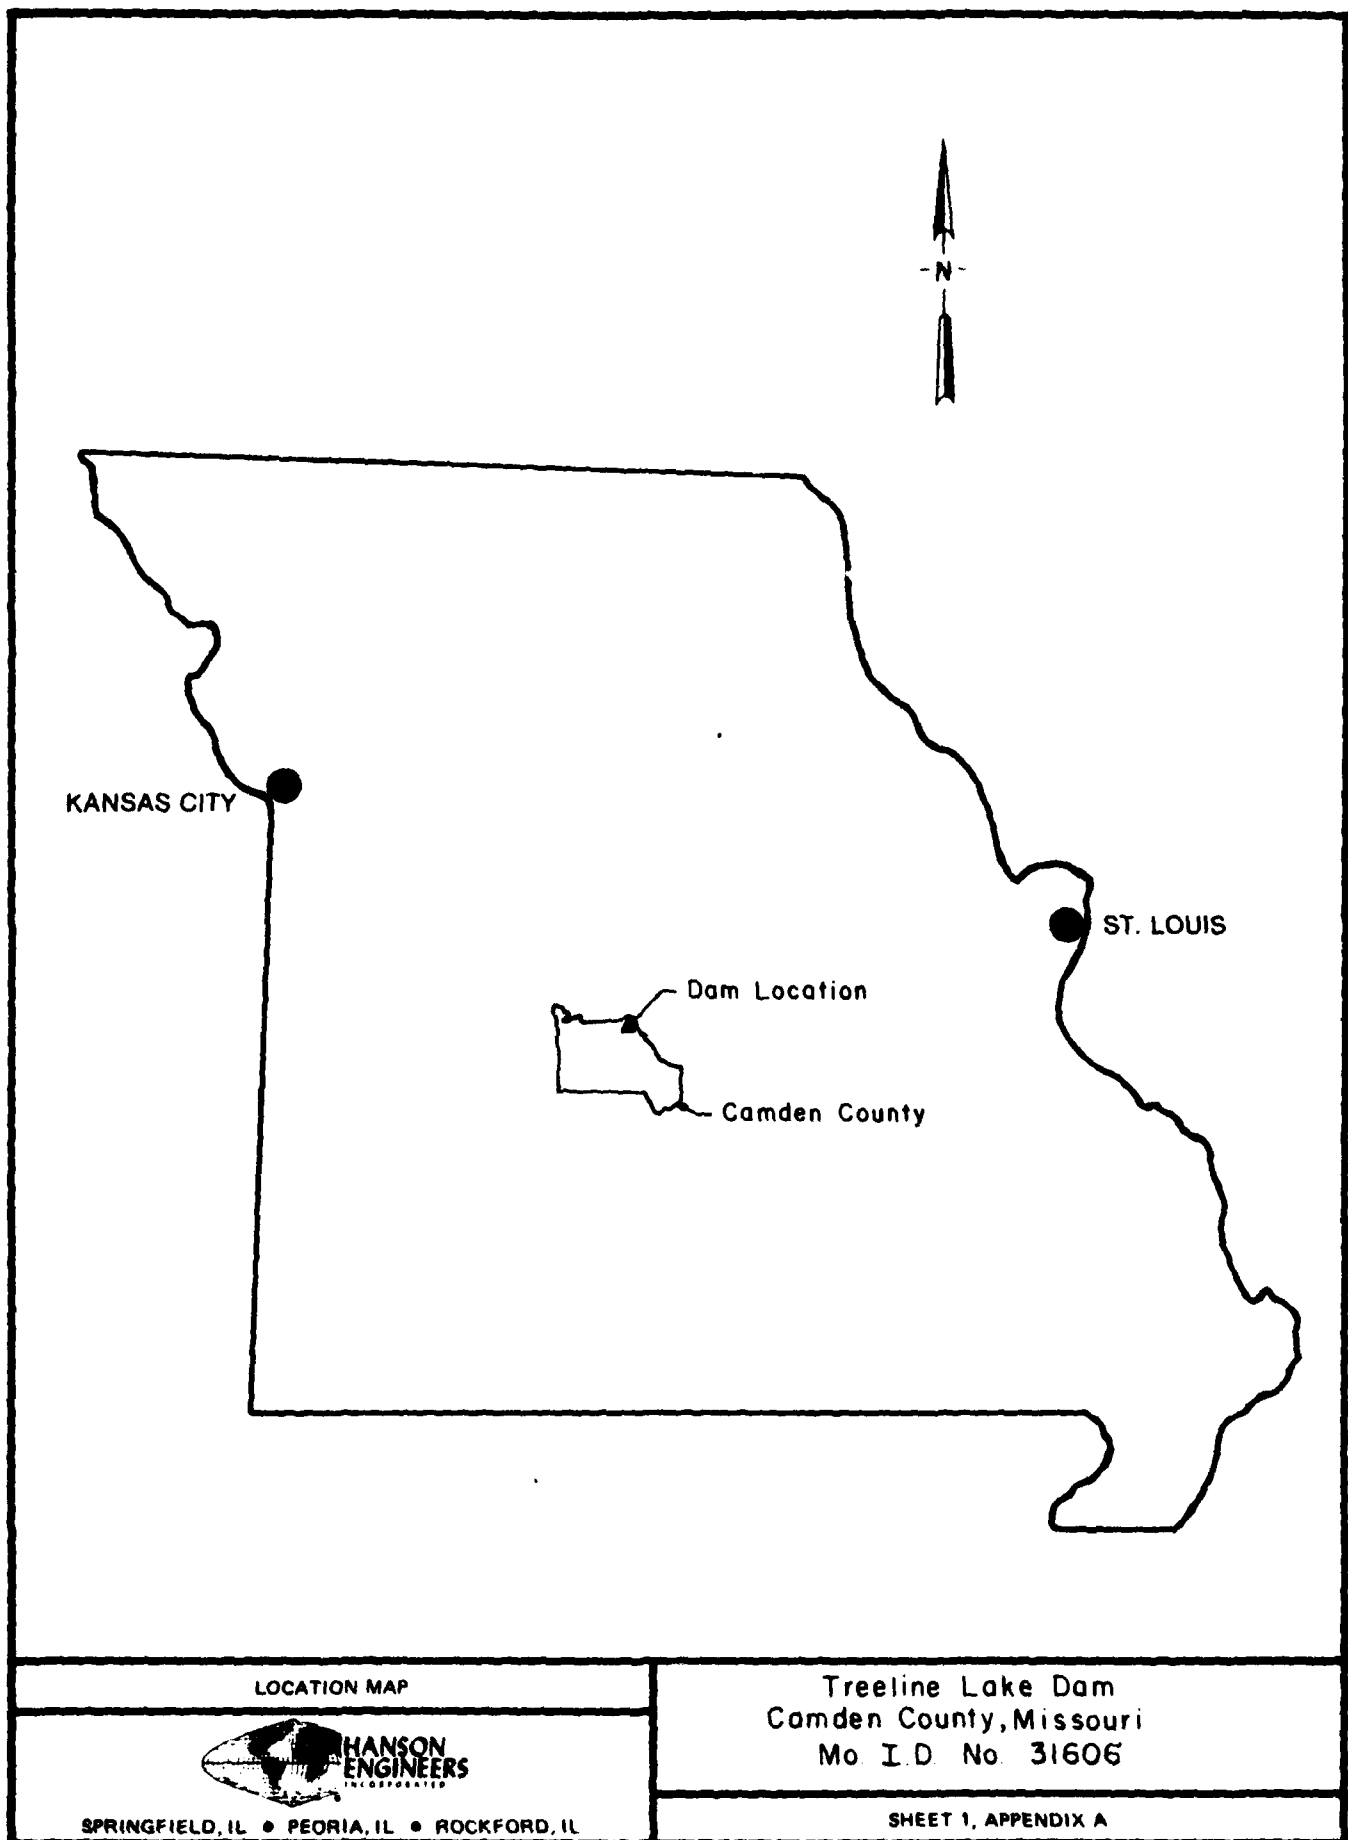 - N -
KANSAS CITY
ST. LOUIS
Dam Location
Camden County
LOCATION MAP
HANSON
ENGINEERS
INCORPORATED
SPRINGFIELD, IL ● PEORIA, IL ● ROCKFORD, IL
Treeline Lake Dam
Camden County, Missouri
Mo. I.D. No. 31606
SHEET 1, APPENDIX A